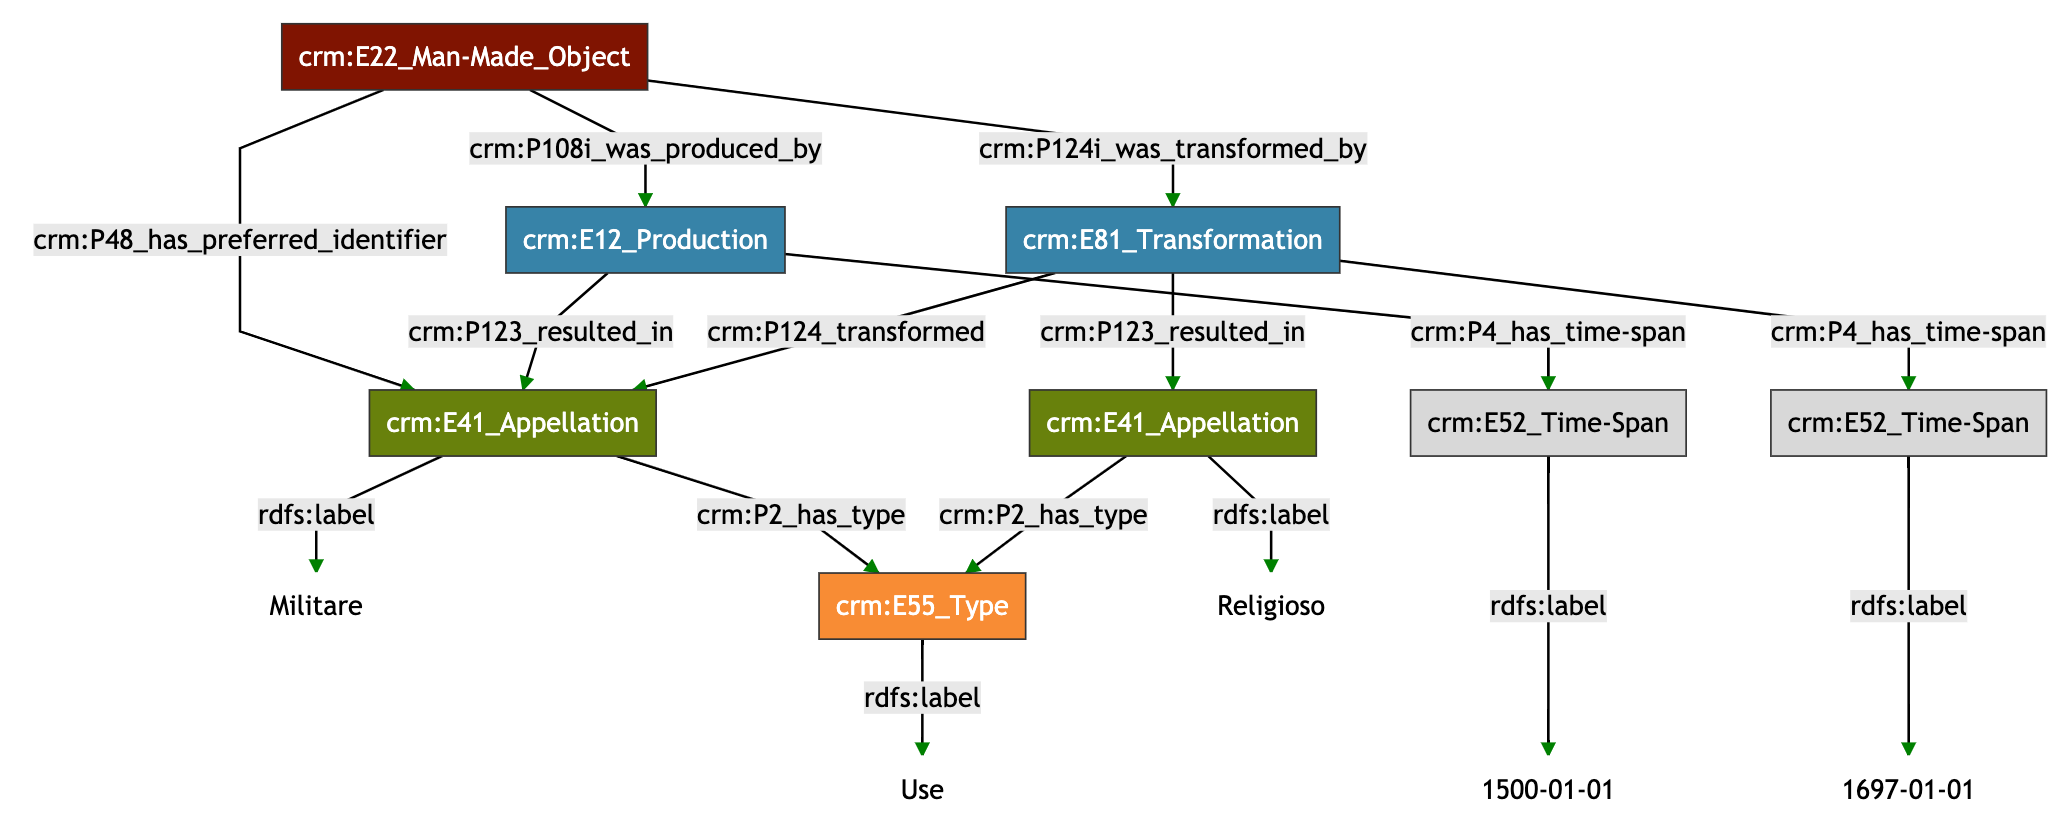 crm:E22_Man-Made_Object
crm:P108i_was_produced_by
crm:P124i_was_transformed_by
crm:P48_has_preferred_identifier
crm:E12_Production
crm:E81_Transformation
crm:P123_resulted_in
crm:P124_transformed
crm:P123_resulted_in
crm:P4_has_time-span
crm:P4_has_time-span
crm:E41_Appellation
crm:E41_Appellation
crm:E52_Time-Span
crm:E52_Time-Span
rdfs:label
crm:P2_has_type
crm:P2_has_type
rdfs:label
Militare
crm:E55_Type
Religioso
rdfs:label
rdfs:label
rdfs:label
Use
1500-01-01
1697-01-01